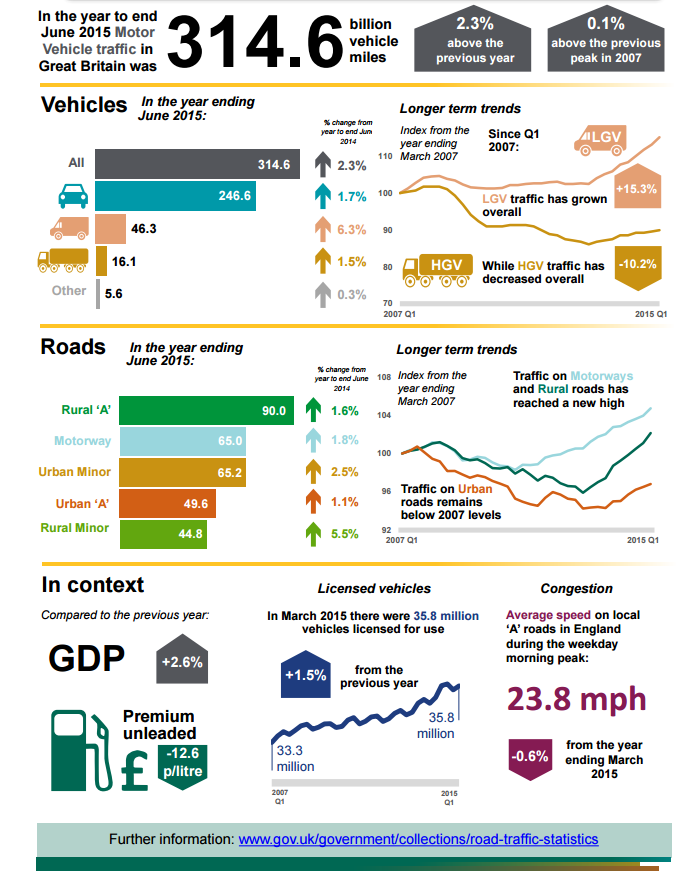 In the year to end
June 2015 Motor
Vehicle traffic in
Great Britain was
314.6
billion
vehicle
miles
2.3%
above the
previous year
0.1%
above the previous
peak in 2007
Vehicles
In the year ending
June 2015:
% change from
year to end Jun
2014
All
314.6
2.3%
246.6
1.7%
46.3
6.3%
16.1
1.5%
Other
5.6
0.3%
Longer term trends
Index from the
year ending
March 2007
Since Q1
2007:
LGV
110
100
90
80
70
+15.3%
LGV traffic has grown
overall
HGV
While HGV traffic has
decreased overall
-10.2%
2007 Q1
2015 Q1
Roads
In the year ending
June 2015:
% change from
year to end June
2014
Rural ‘A’
90.0
1.6%
Motorway
65.0
1.8%
Urban Minor
65.2
2.5%
Urban ‘A’
49.6
1.1%
Rural Minor
44.8
5.5%
Longer term trends
108
104
100
96
92
Index from the
year ending
March 2007
Traffic on Motorways
and Rural roads has
reached a new high
Traffic on Urban
roads remains
below 2007 levels
2007 Q1
2015 Q1
In context
Compared to the previous year:
GDP
+2.6%
Premium
unleaded
£
-12.6
p/litre
Licensed vehicles
In March 2015 there were 35.8 million
vehicles licensed for use
+1.5%
from the
previous year
33.3
million
35.8
million
2007
Q1
2015
Q1
Congestion
Average speed on local
‘A’ roads in England
during the weekday
morning peak:
23.8 mph
-0.6%
from the year
ending March
2015
Further information: www.gov.uk/government/collections/road-traffic-statistics